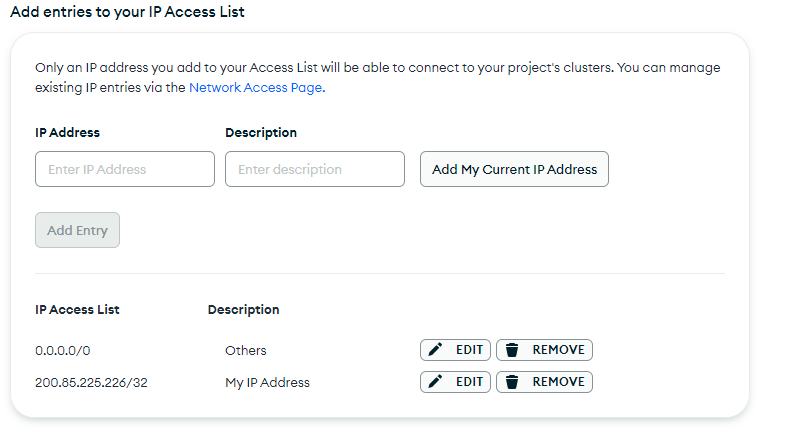 Add entries to your IP Access List
Only an IP address you add to your Access List will be able to connect to your project's clusters. You can manage
existing IP entries via the Network Access Page.
IP Address Description
Enter IP Address Enter description Add My Current IP Address
Add Entry
IP Access List Description
0.0.0.0/0 Others EDIT REMOVE
200.85.225.226/32 My IP Address EDIT REMOVE